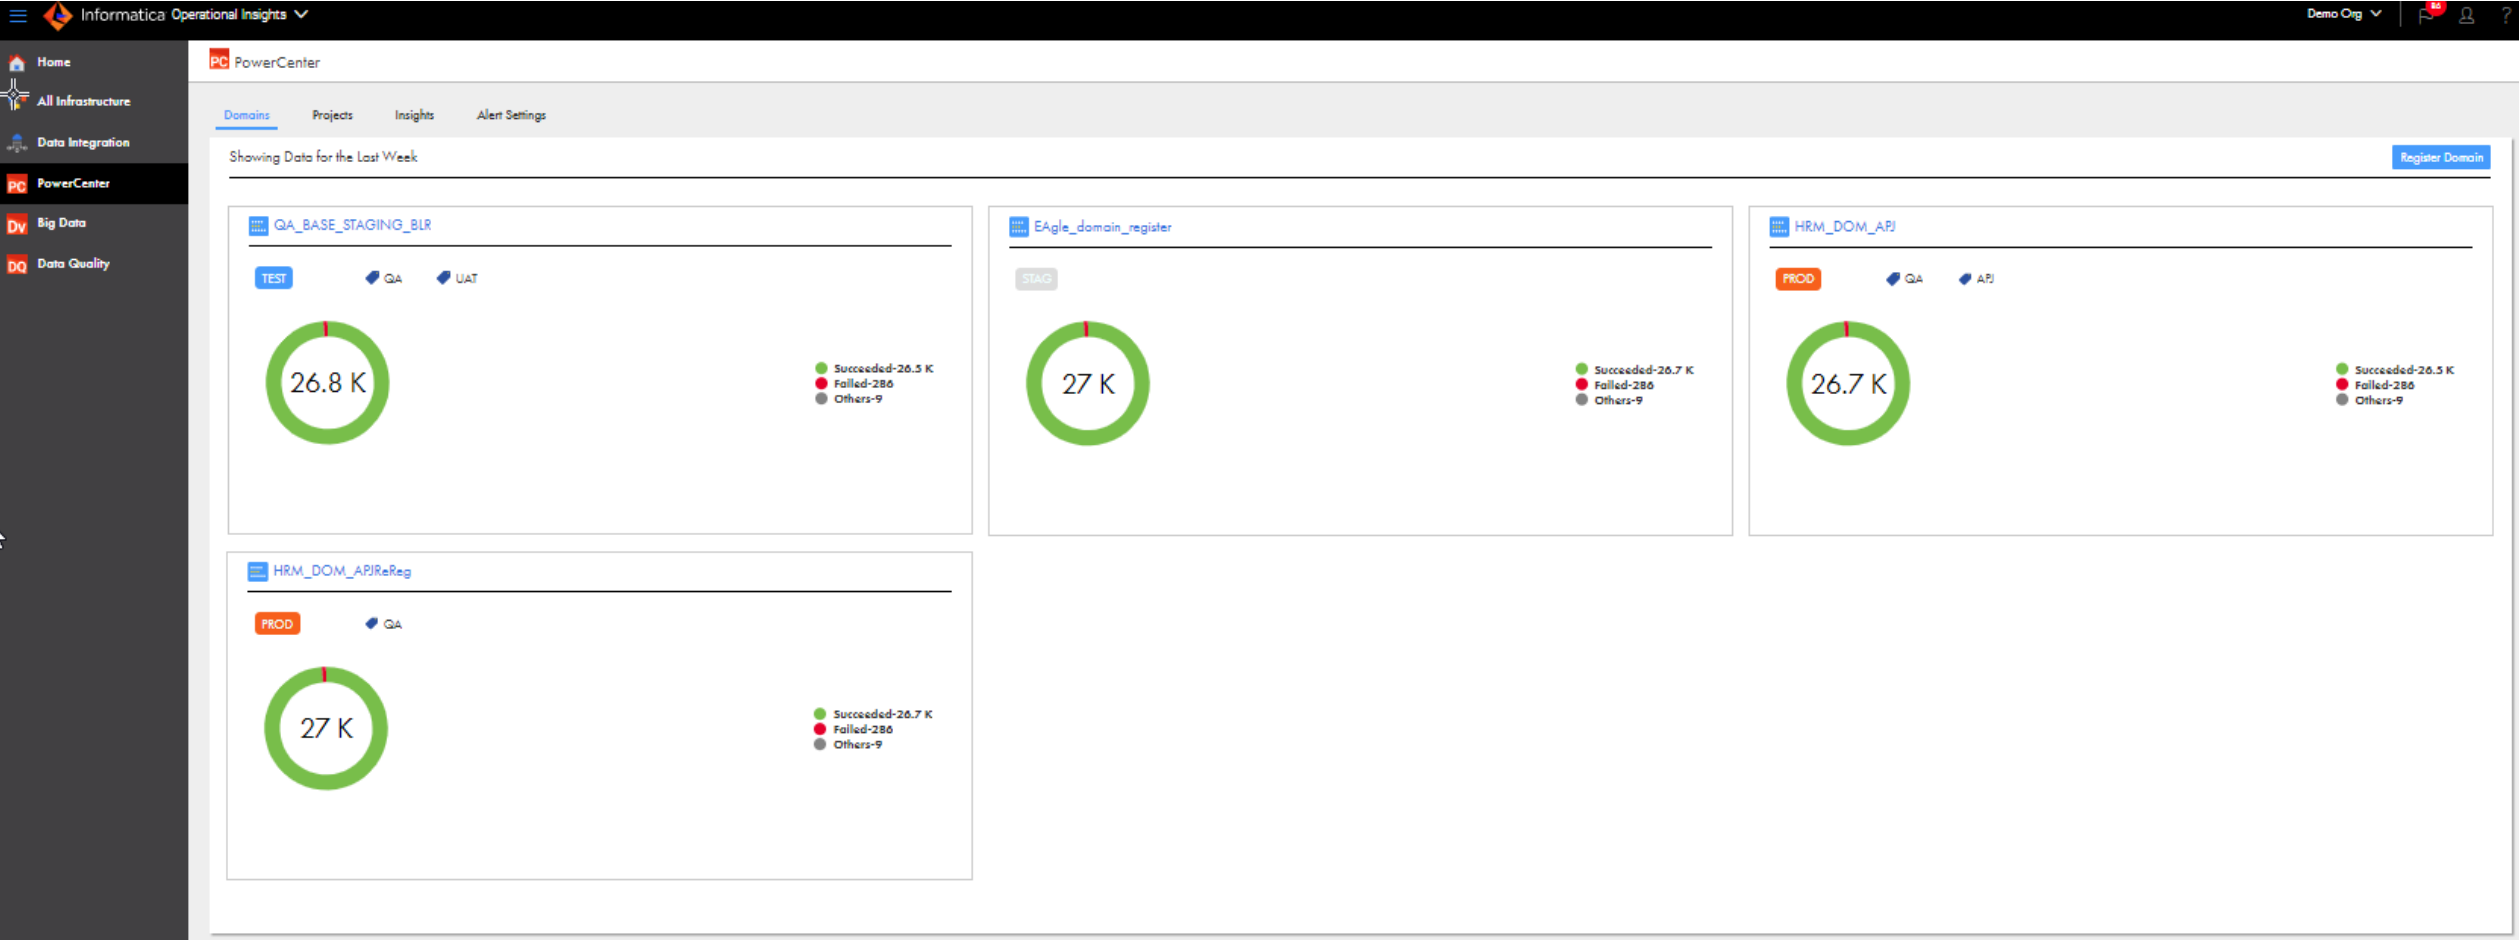 Informatica Operational Insights
Demo Org
86
?
Home
All Infrastructure
Data Integration
PC PowerCenter
Dv Big Data
DQ Data Quality
PC PowerCenter
Domains Projects Insights Alert Settings
Showing Data for the Last Week
Register Domain
QA_BASE_STAGING_BLR
TEST QA UAT
26.8 K
Succeeded-26.5 K
Failed-286
Others-9
EAgle_domain_register
STAG
27 K
Succeeded-26.7 K
Failed-286
Others-9
HRM_DOM_APJ
PROD QA APJ
26.7 K
Succeeded-26.5 K
Failed-286
Others-9
HRM_DOM_APJReReg
PROD QA
27 K
Succeeded-26.7 K
Failed-286
Others-9